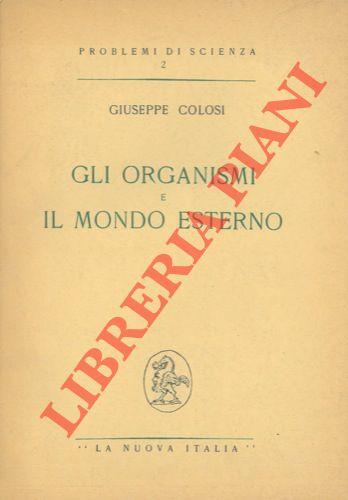 PROBLEMI DI SCIENZA
2
GIUSEPPE COLOSI
GLI ORGANISMI
E
IL MONDO ESTERNO
LIBRERIA PIANI
"LA NUOVA ITALIA"